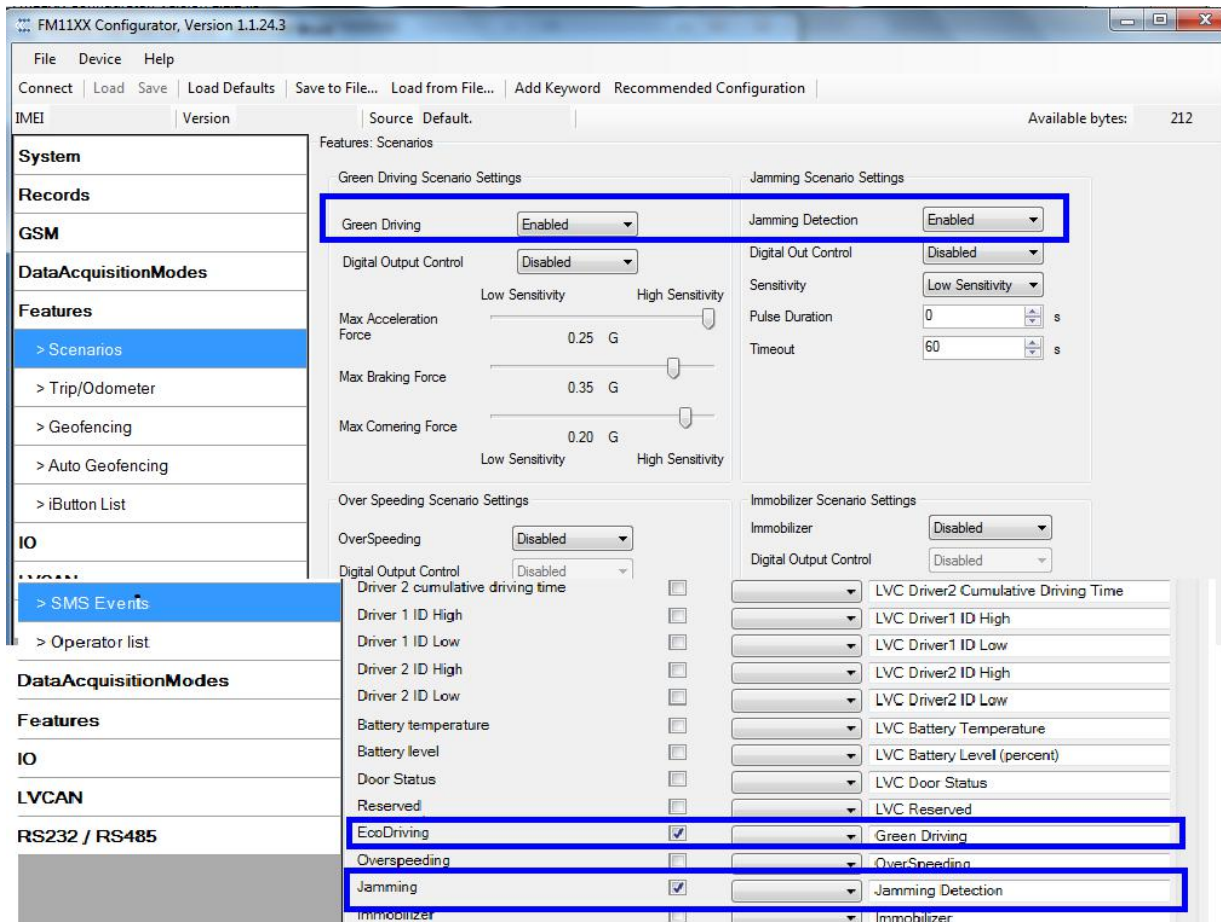 FM11XX Configurator, Version 1.1.24.3
File Device Help
Connect Load Save Load Defaults Save to File... Load from File... Add Keyword Recommended Configuration
IMEI Version Source Default. Available bytes: 212
System
Records
GSM
DataAcquisitionModes
Features
> Scenarios
> Trip/Odometer
> Geofencing
> Auto Geofencing
> iButton List
IO
LVCAN
Features: Scenarios
Green Driving Scenario Settings
Green Driving Enabled
Digital Output Control Disabled
Low Sensitivity High Sensitivity
Max Acceleration
Force
0.25 G
Max Braking Force
0.35 G
Max Cornering Force
0.20 G
Low Sensitivity High Sensitivity
Jamming Scenario Settings
Jamming Detection Enabled
Digital Out Control Disabled
Sensitivity Low Sensitivity
Pulse Duration 0 s
Timeout 60 s
Over Speeding Scenario Settings
OverSpeeding Disabled
Digital Output Control Disabled
Immobilizer Scenario Settings
Immobilizer Disabled
Digital Output Control Disabled
> SMS Events
> Operator list
DataAcquisitionModes
Features
IO
LVCAN
RS232 / RS485
Driver 2 cumulative driving time LVC Driver2 Cumulative Driving Time
Driver 1 ID High LVC Driver1 ID High
Driver 1 ID Low LVC Driver1 ID Low
Driver 2 ID High LVC Driver2 ID High
Driver 2 ID Low LVC Driver2 ID Low
Battery temperature LVC Battery Temperature
Battery level LVC Battery Level (percent)
Door Status LVC Door Status
Reserved LVC Reserved
EcoDriving Green Driving
Overspeeding OverSpeeding
Jamming Jamming Detection
Immobilizer Immobilizer